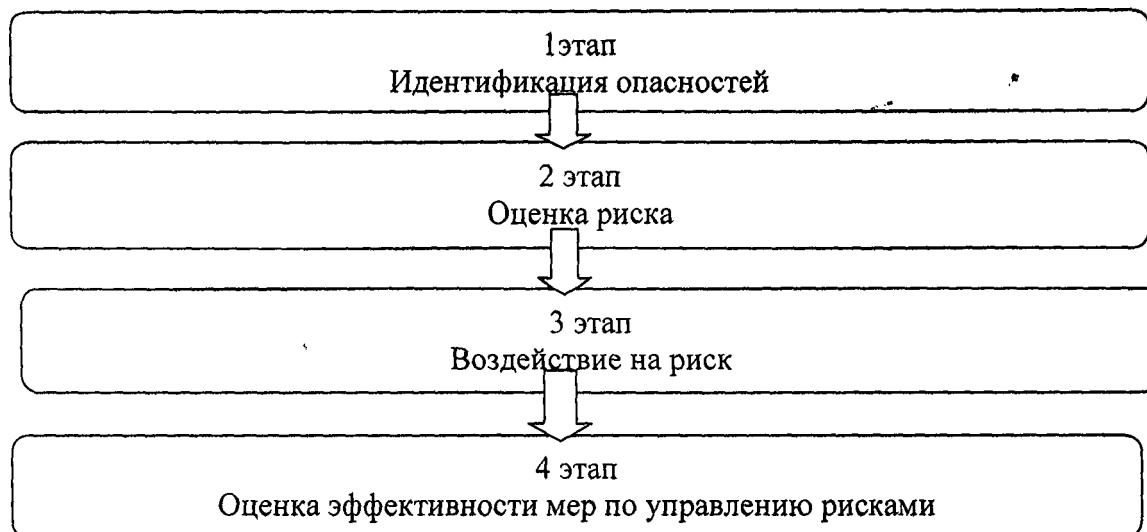 1этап
Идентификация опасностей
2 этап
Оценка риска
3 этап
Воздействие на риск
4 этап
Оценка эффективности мер по управлению рисками